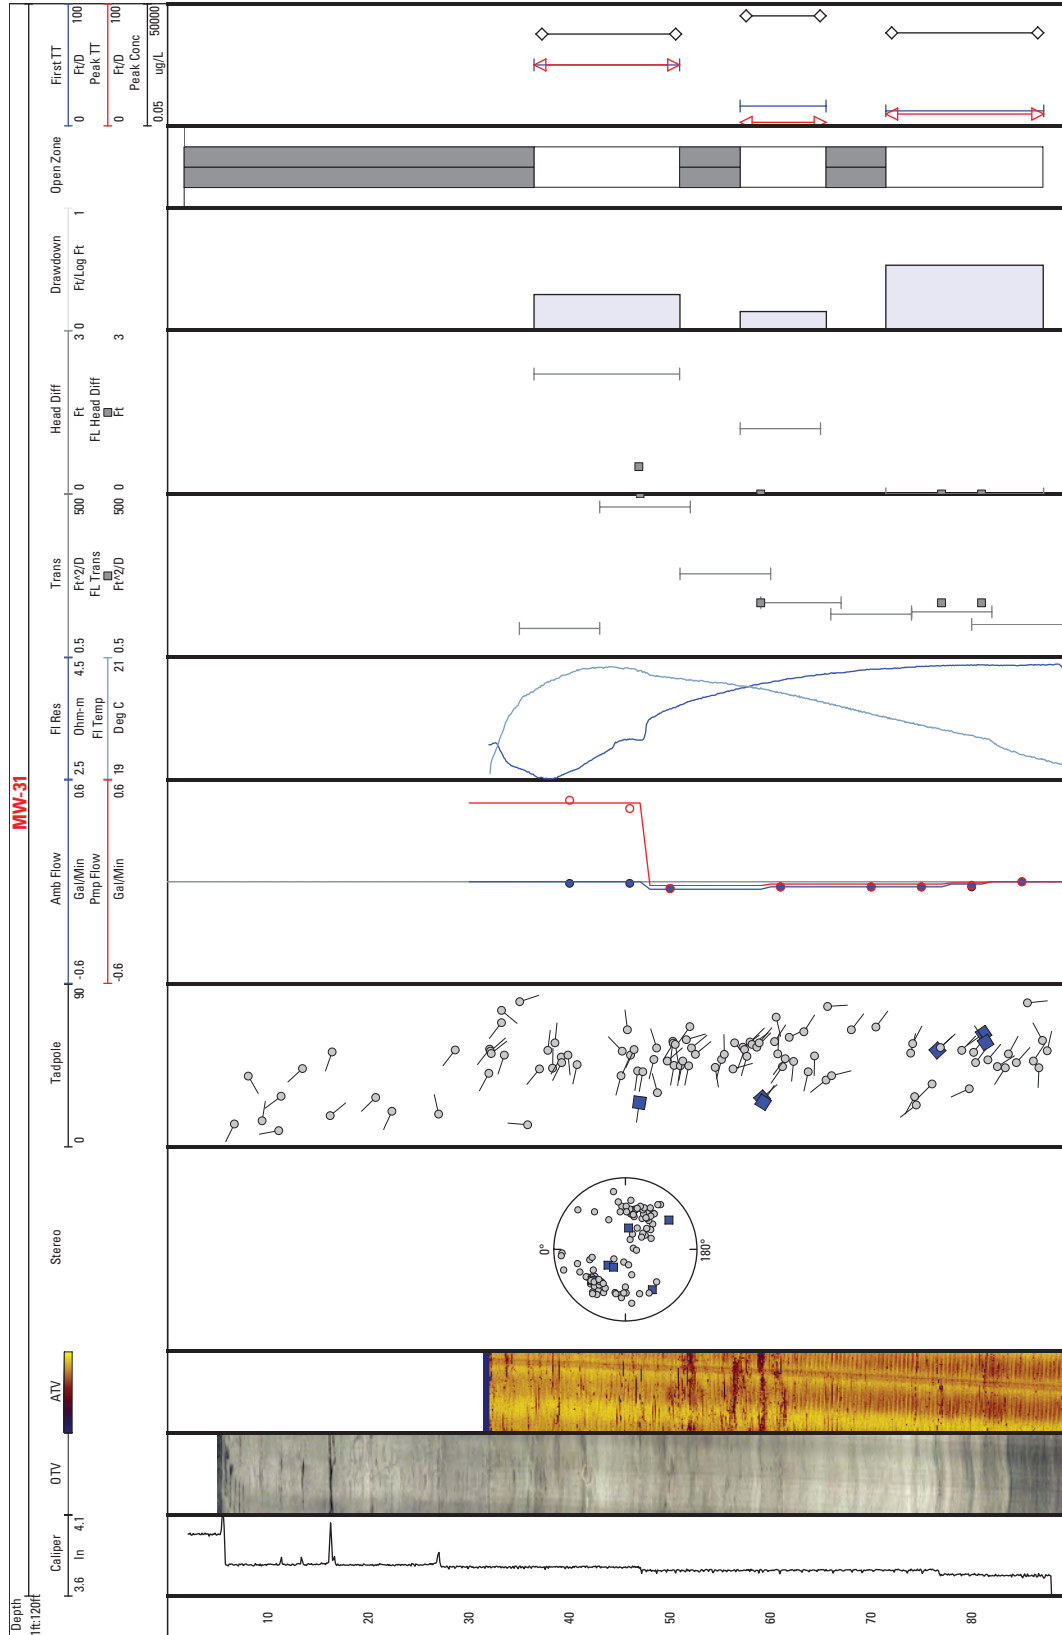 MW-31
Depth
1ft:120ft
Caliper
3.6 In 4.1
OTV
ATV
Stereo
0°
180°
Tadpole
0 90
Amb Flow
-0.6 Gal/Min 0.6
Pmp Flow
-0.6 Gal/Min 0.6
Fl Res
2.5 Ohm-m 4.5
Fl Temp
19 Deg C 21
Trans
0.5 Ft^2/D 500
FL Trans
0.5 Ft^2/D 500
Head Diff
0 Ft 3
FL Head Diff
0 Ft 3
Drawdown
0 Ft/Log Ft 1
Open Zone
First TT
0 Ft/D 100
Peak TT
0 Ft/D 100
Peak Conc
0.05 ug/L 50000
10
20
30
40
50
60
70
80